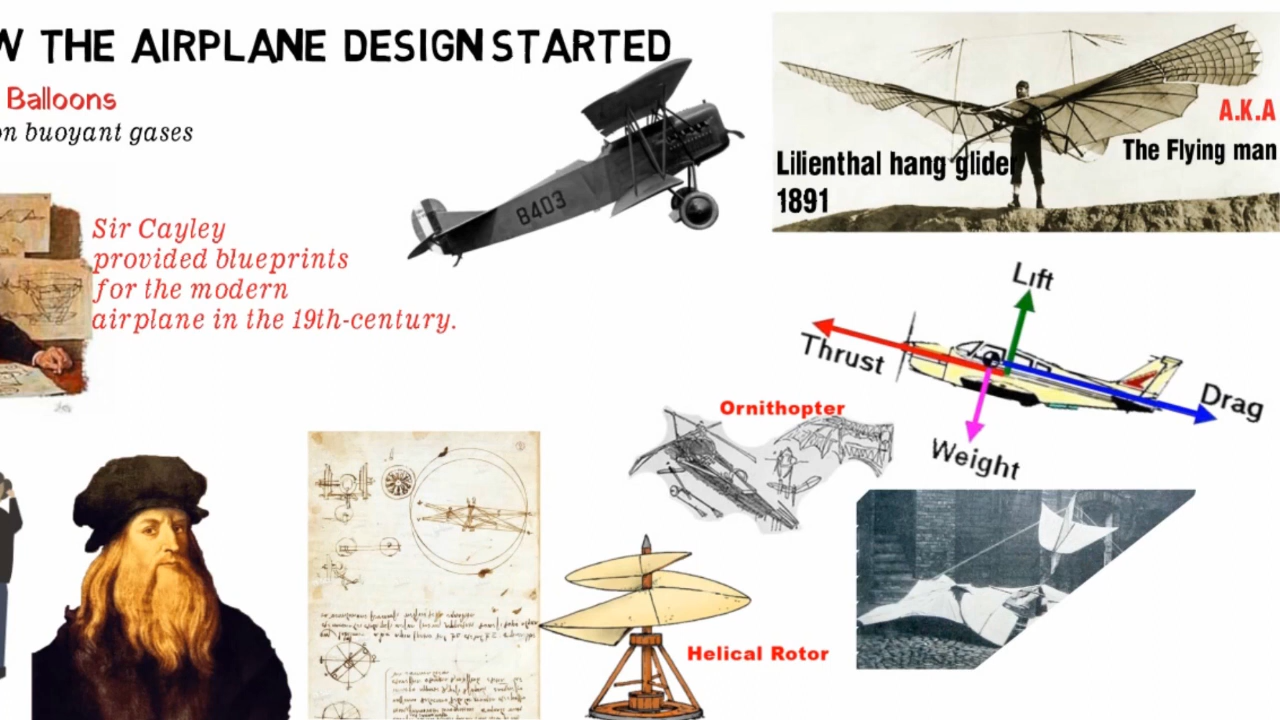 W THE AIRPLANE DESIGN STARTED
Balloons
on buoyant gases
Sir Cayley
provided blueprints
for the modern
airplane in the 19th-century.
8403
A.K.A
The Flying man
Lilienthal hang glider
1891
Lift
Thrust
Drag
Weight
Ornithopter
Helical Rotor